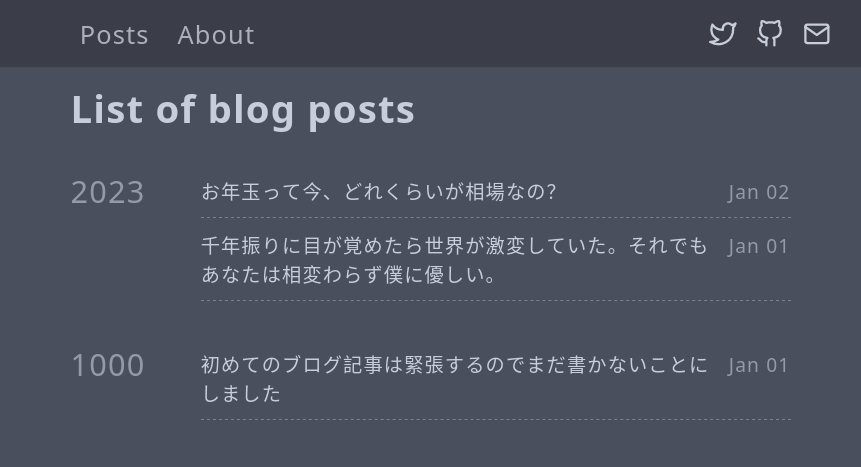 Posts About
List of blog posts
2023 お年玉って今、どれくらいが相場なの？ Jan 02
千年振りに目が覚めたら世界が激変していた。それでも Jan 01
あなたは相変わらず僕に優しい。
1000 初めてのブログ記事は緊張するのでまだ書かないことに Jan 01
しました